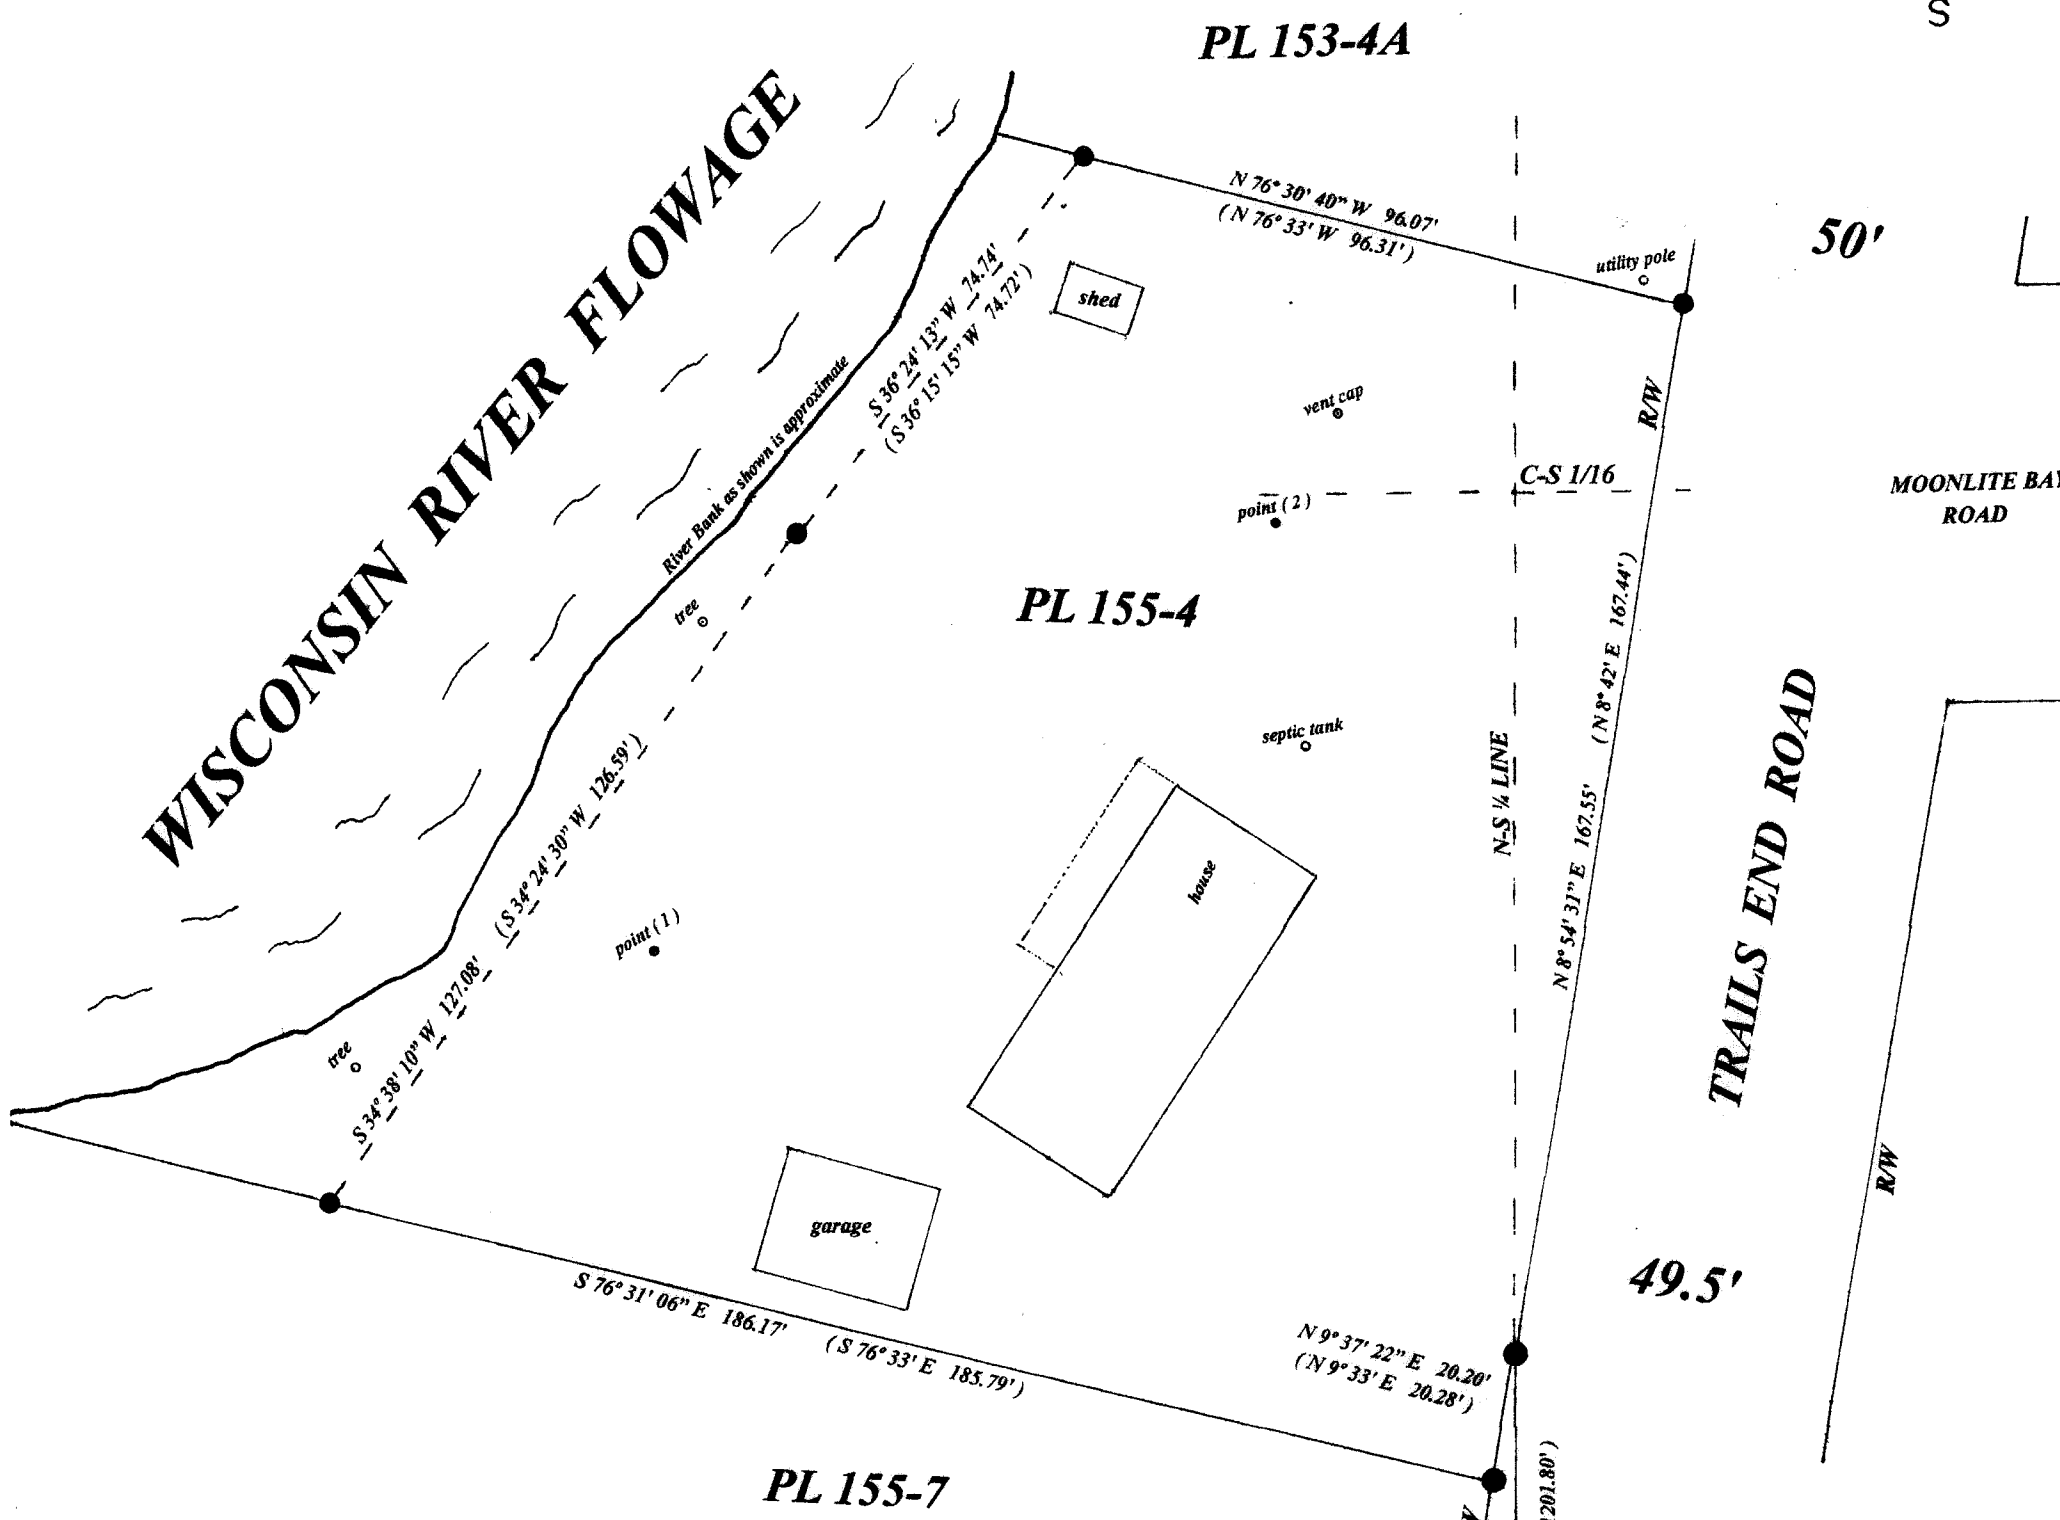 S
PL 153-4A
WISCONSIN RIVER FLOWAGE
N 76° 30' 40" W 96.07'
( N 76° 33' W 96.31' )
50'
utility pole
S 36° 24' 13" W 74.74'
( S 36° 15' 15" W 74.72' )
shed
River Bank as shown is approximate
vent cap
R/W
C-S 1/16
MOONLITE BAY
ROAD
point ( 2 )
PL 155-4
tree
( N 8° 42' E 167.44' )
N 8° 54' 31" E 167.55'
septic tank
N-S ¼ LINE
TRAILS END ROAD
( S 34° 24' 30" W 126.59' )
S 34° 38' 10" W 127.08'
house
point ( 1 )
tree
R/W
garage
49.5'
S 76° 31' 06" E 186.17'
( S 76° 33' E 185.79' )
N 9° 37' 22" E 20.20'
( N 9° 33' E 20.28' )
PL 155-7